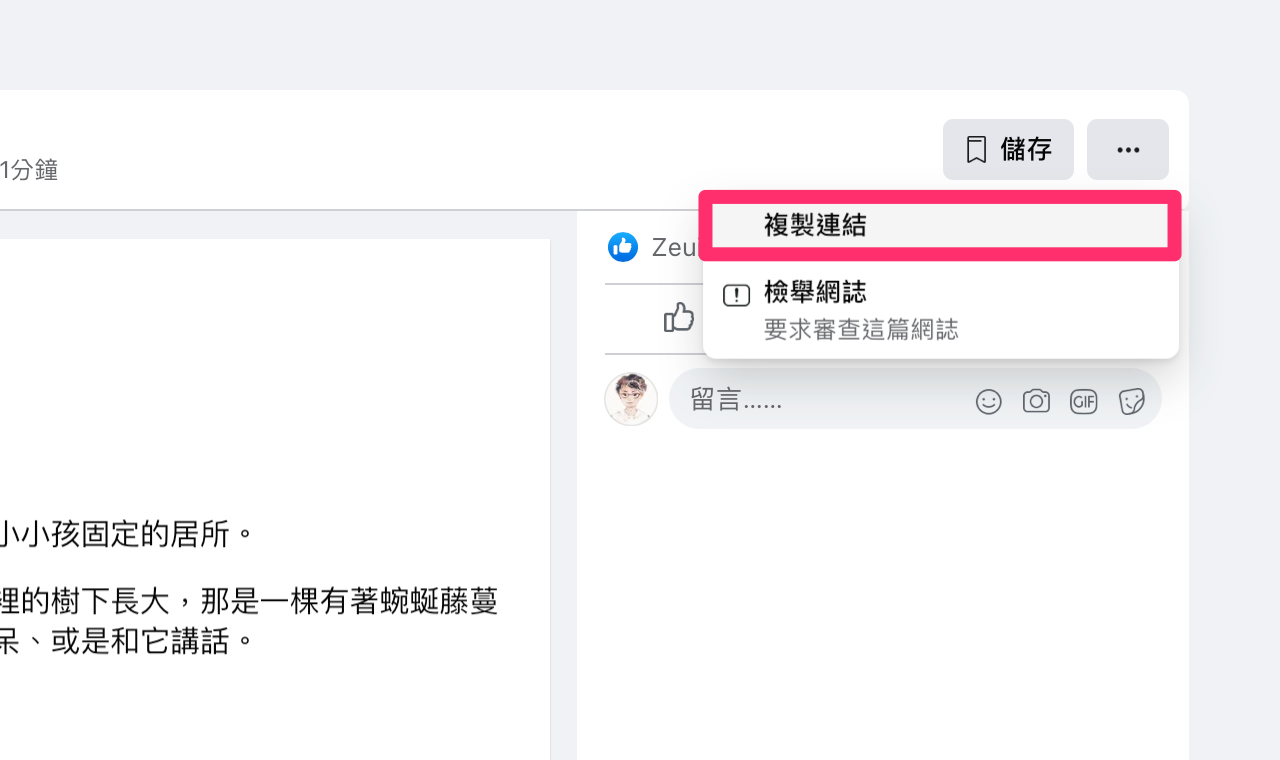 1分鐘
儲存
複製連結
Zeu
檢舉網誌
要求審查這篇網誌
留言......
GIF
小小孩固定的居所。
裡的樹下長大，那是一棵有著蜿蜒藤蔓
呆、或是和它講話。